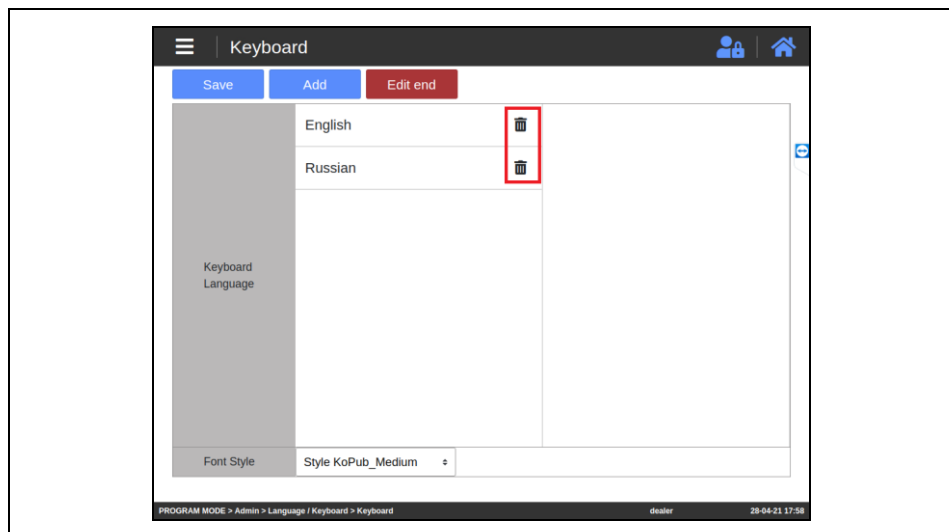 Keyboard
Save Add Edit end
English
Russian
Keyboard
Language
Font Style Style KoPub_Medium
PROGRAM MODE > Admin > Language / Keyboard > Keyboard dealer 28-04-21 17:58